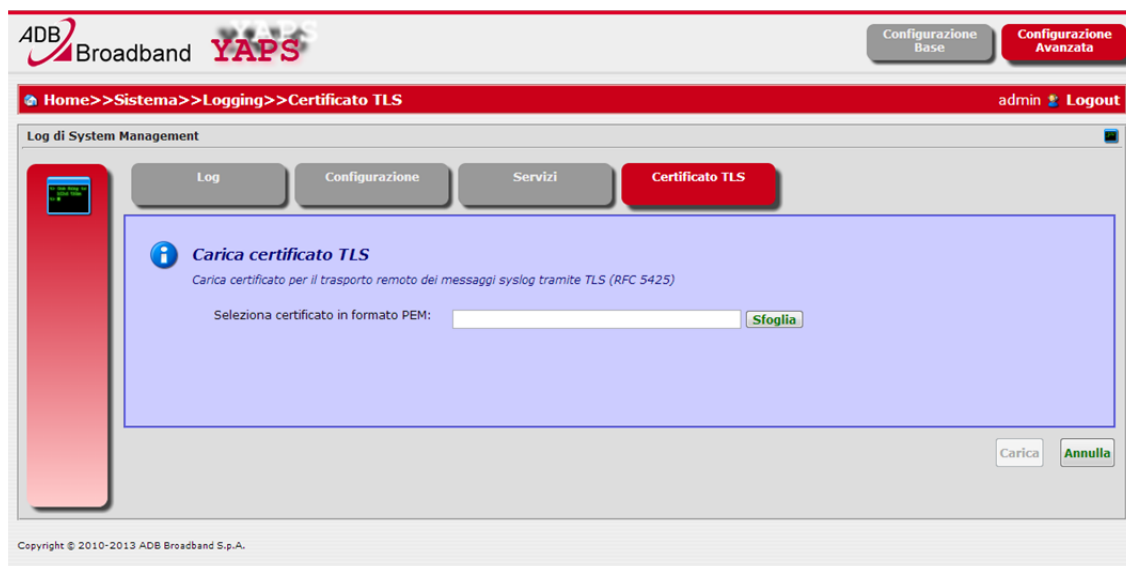 ADB
Broadband
YAPS
Configurazione
Base
Configurazione
Avanzata
Home>>Sistema>>Logging>>Certificato TLS
admin Logout
Log di System Management
Log
Configurazione
Servizi
Certificato TLS
Carica certificato TLS
Carica certificato per il trasporto remoto dei messaggi syslog tramite TLS (RFC 5425)
Seleziona certificato in formato PEM:
Sfoglia
Carica
Annulla
Copyright © 2010-2013 ADB Broadband S.p.A.